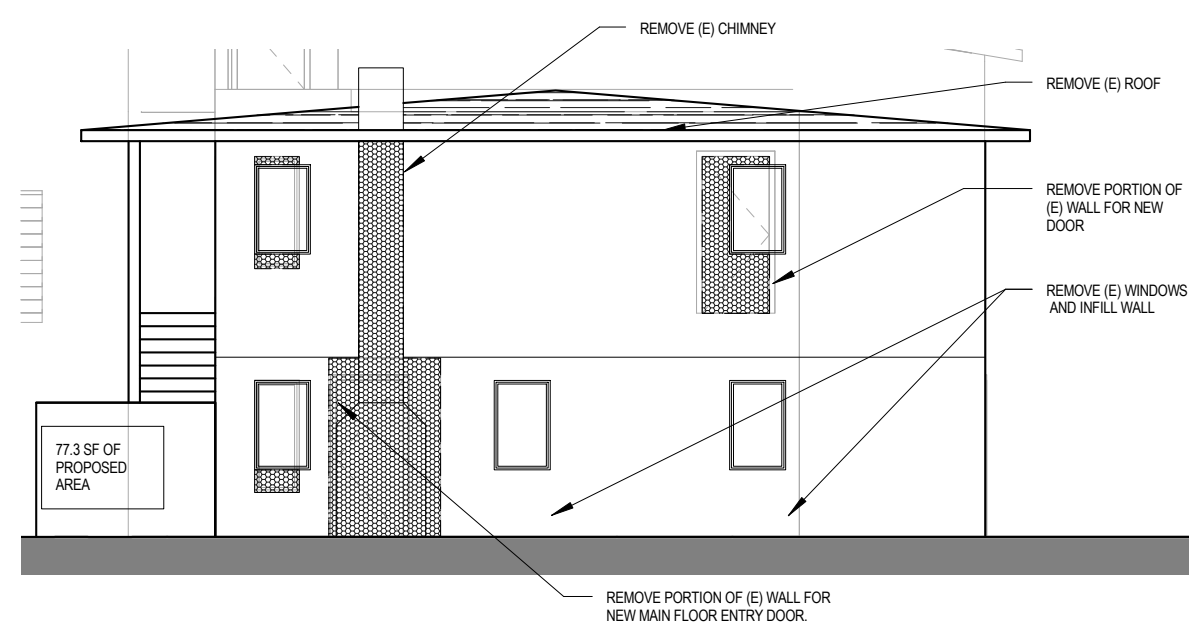 REMOVE (E) CHIMNEY
REMOVE (E) ROOF
REMOVE PORTION OF
(E) WALL FOR NEW
DOOR
REMOVE (E) WINDOWS
AND INFILL WALL
77.3 SF OF
PROPOSED
AREA
REMOVE PORTION OF (E) WALL FOR
NEW MAIN FLOOR ENTRY DOOR.